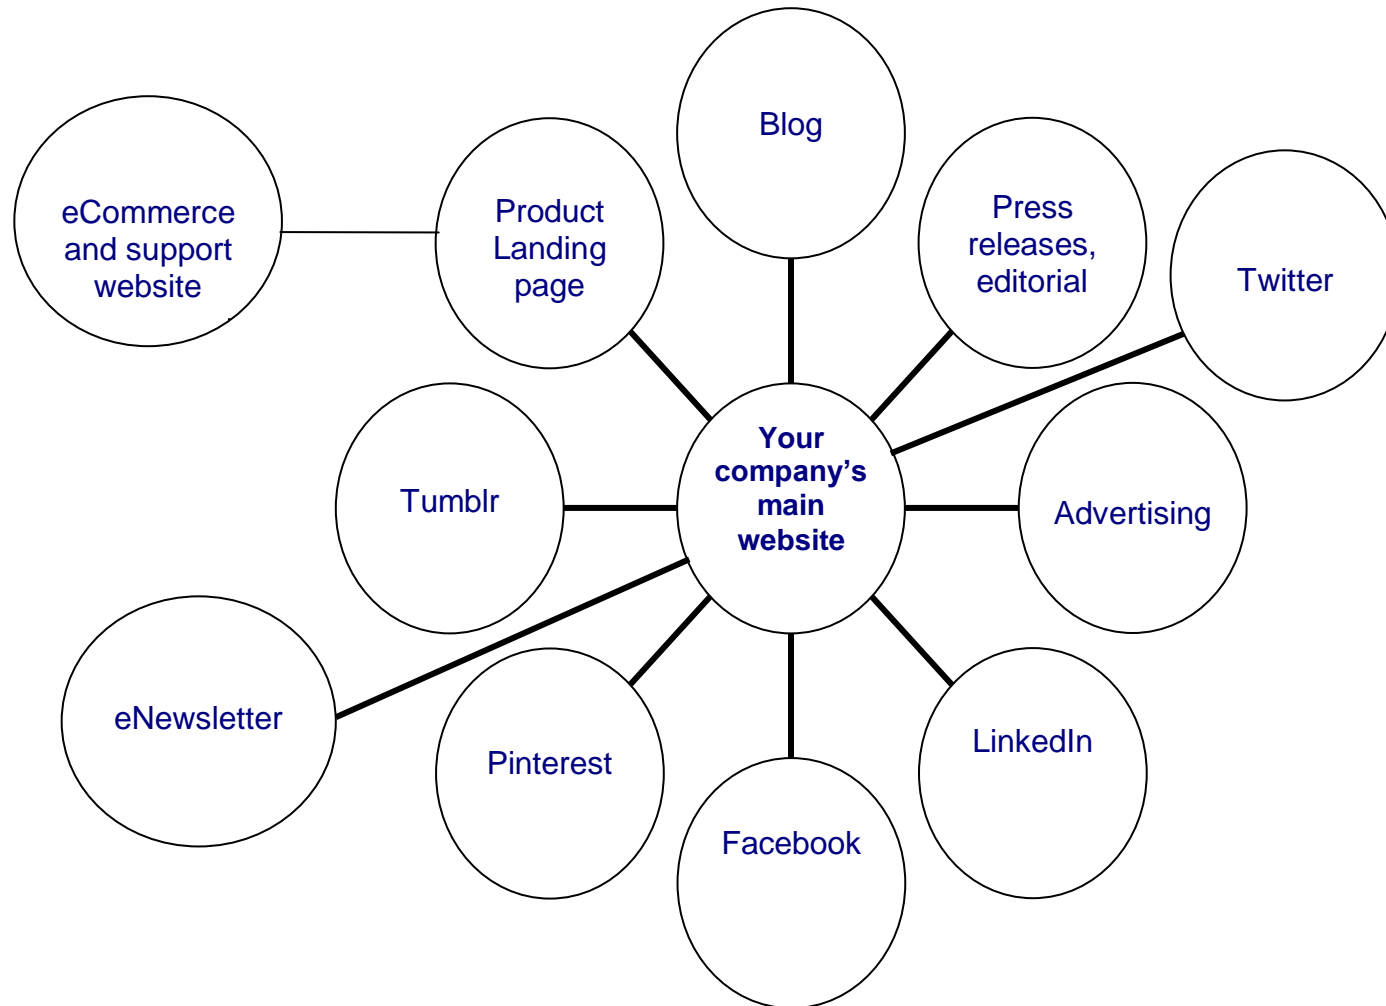 Blog
eCommerce
and support
website
Product
Landing
page
Press
releases,
editorial
Twitter
Your
company’s
main
website
Tumblr
Advertising
eNewsletter
Pinterest
LinkedIn
Facebook